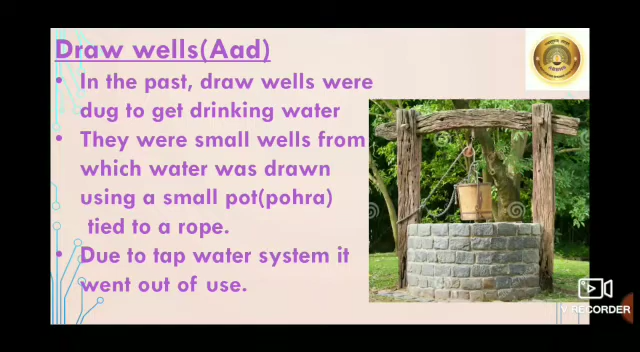 Draw wells(Aad)
• In the past, draw wells were
dug to get drinking water
• They were small wells from
which water was drawn
using a small pot(pohra)
tied to a rope.
• Due to tap water system it
went out of use.
V RECORDER